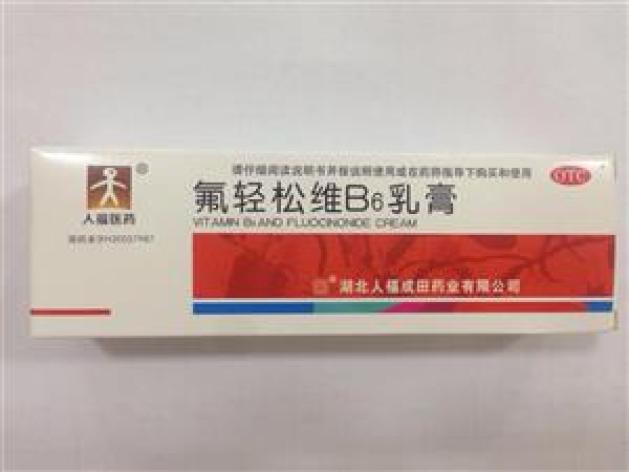 请仔细阅读说明书并按说明使用或在药师指导下购买和使用
OTC
人福医药
氟轻松维B6乳膏
VITAMIN B6 AND FLUOCINONIDE CREAM
湖北人福成田药业有限公司